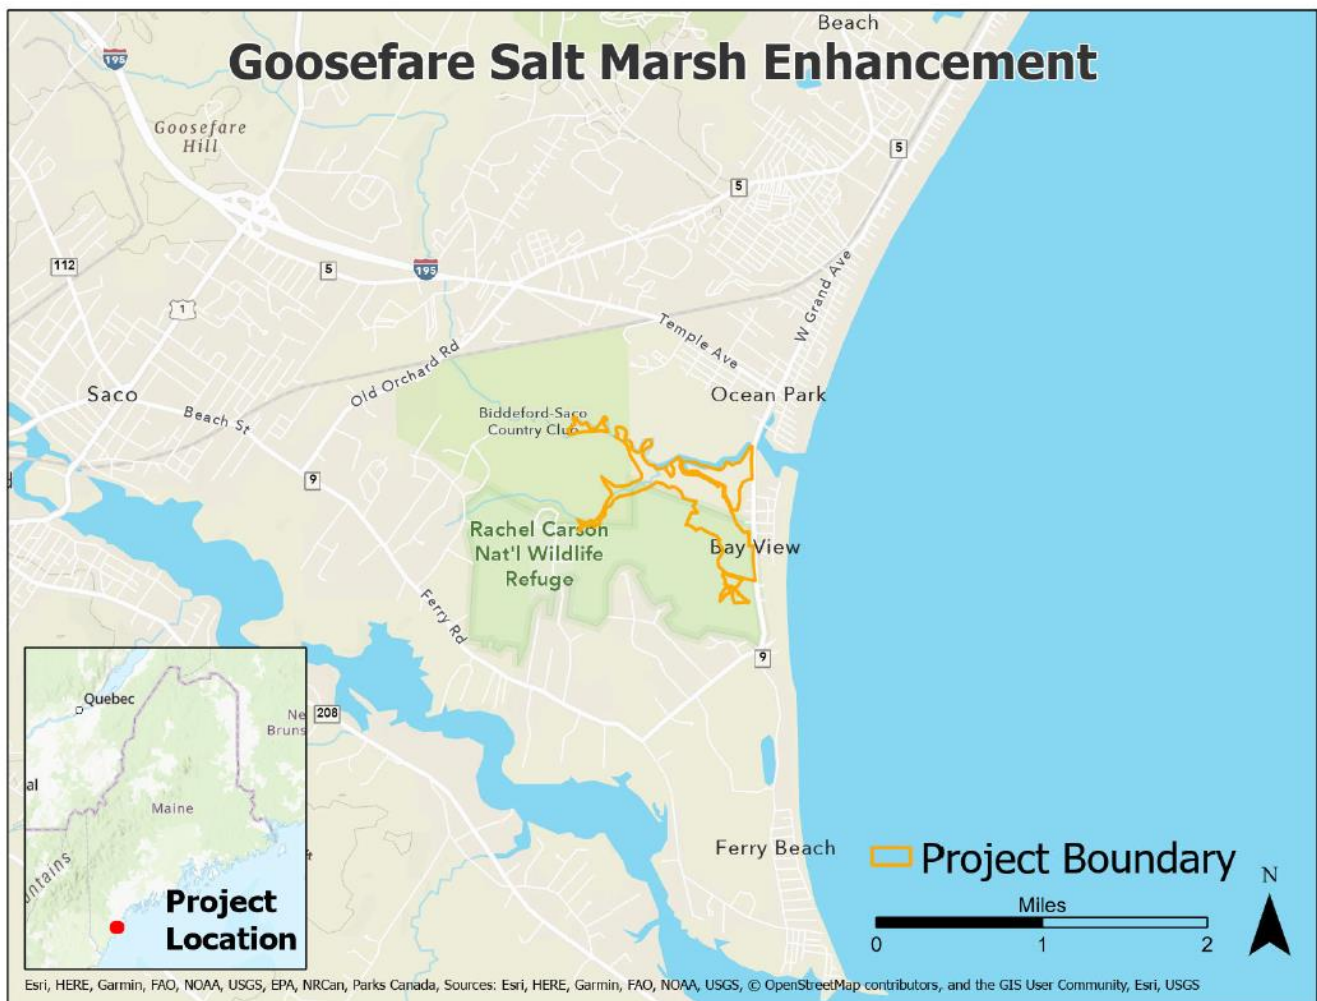 Beach
Goosefare Salt Marsh Enhancement
195
Goosefare
Hill
5
5
112
5
195
1
W Grand Ave
Temple Ave
Old Orchard Rd
Saco
Ocean Park
Beach St
Biddeford-Saco
Country Club
9
Rachel Carson
Nat'l Wildlife
Refuge
Bay View
Ferry Rd
9
208
Quebec
Ne
Bruns
al
Maine
ntains
Project
Location
Ferry Beach
Project Boundary
Miles
0 1 2
N
Esri, HERE, Garmin, FAO, NOAA, USGS, EPA, NRCan, Parks Canada, Sources: Esri, HERE, Garmin, FAO, NOAA, USGS, © OpenStreetMap contributors, and the GIS User Community, Esri, USGS